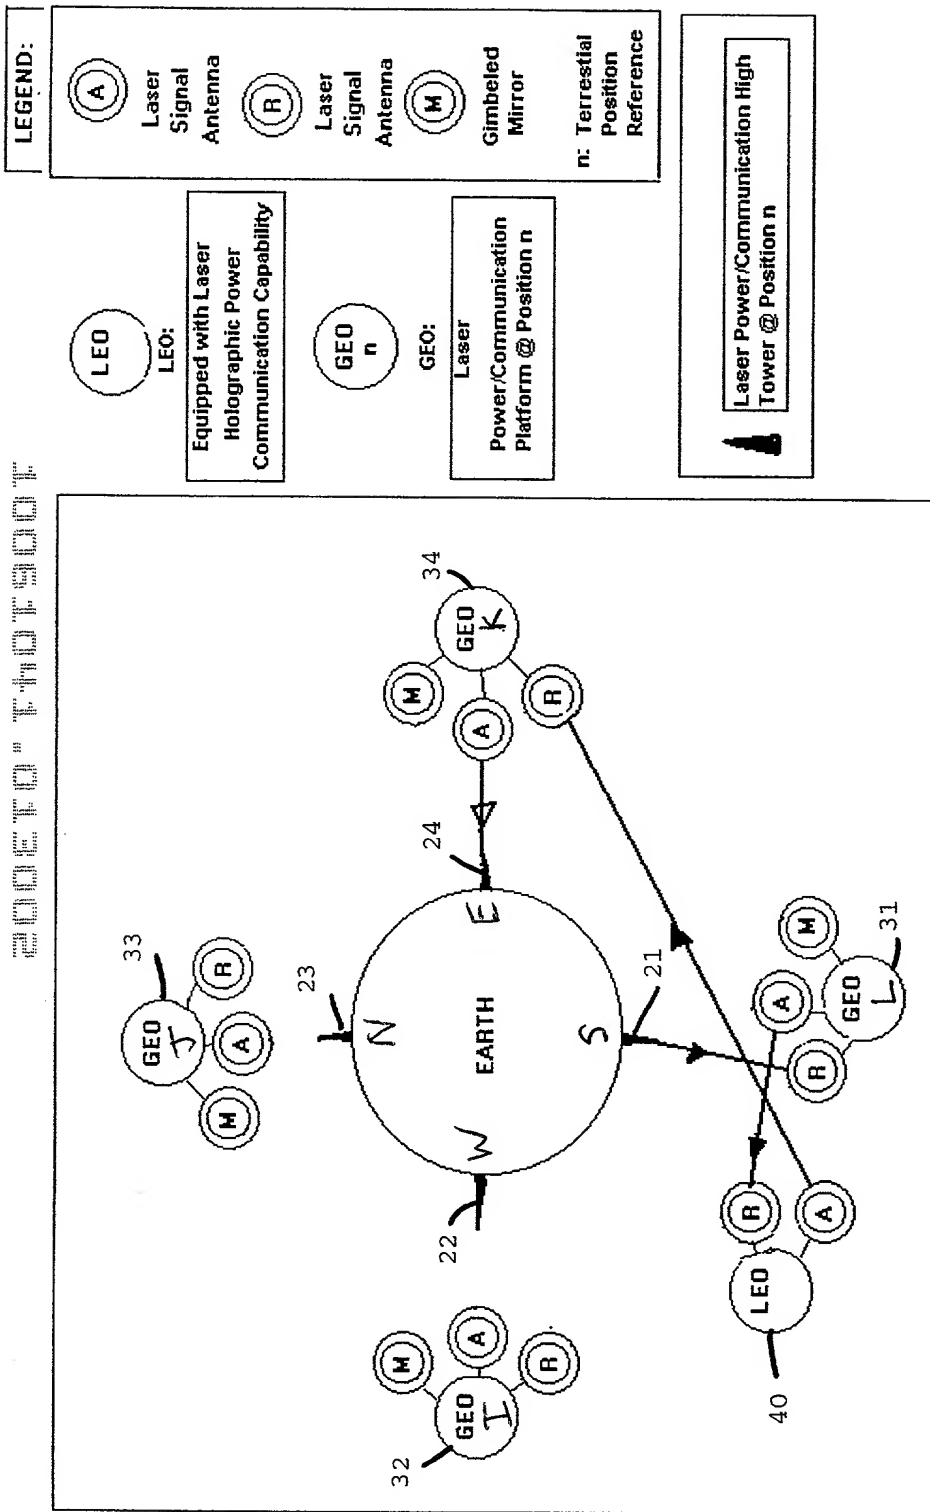 LEGEND:
A
Laser
Signal
Antenna
R
Laser
Signal
Antenna
M
Gimbeled
Mirror
n: Terrestial
Position
Reference
LEO
LEO:
Equipped with Laser
Holographic Power
Communication Capability
GEO
n
GEO:
Laser
Power/Communication
Platform @ Position n
Laser Power/Communication High
Tower @ Position n
33
GEO
J
M
A
R
23
N
32
GEO
I
M
A
R
22
W
EARTH
E
24
S
21
34
GEO
K
M
A
R
40
LEO
R
A
31
GEO
L
R
A
M